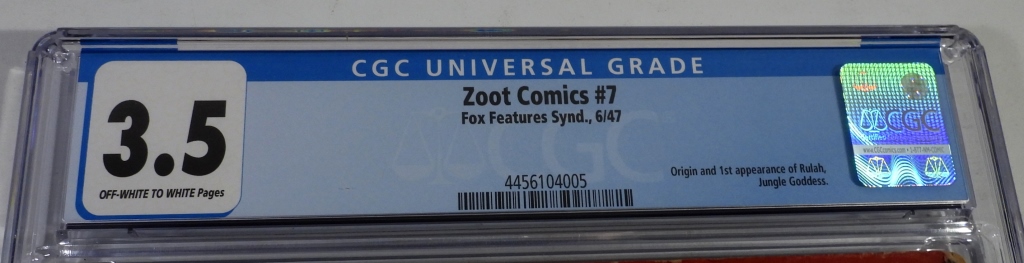 CGC UNIVERSAL GRADE
3.5
OFF-WHITE TO WHITE Pages
Zoot Comics #7
Fox Features Synd., 6/47
CGC
4456104005
Origin and 1st appearance of Rulah,
Jungle Goddess.
CGC